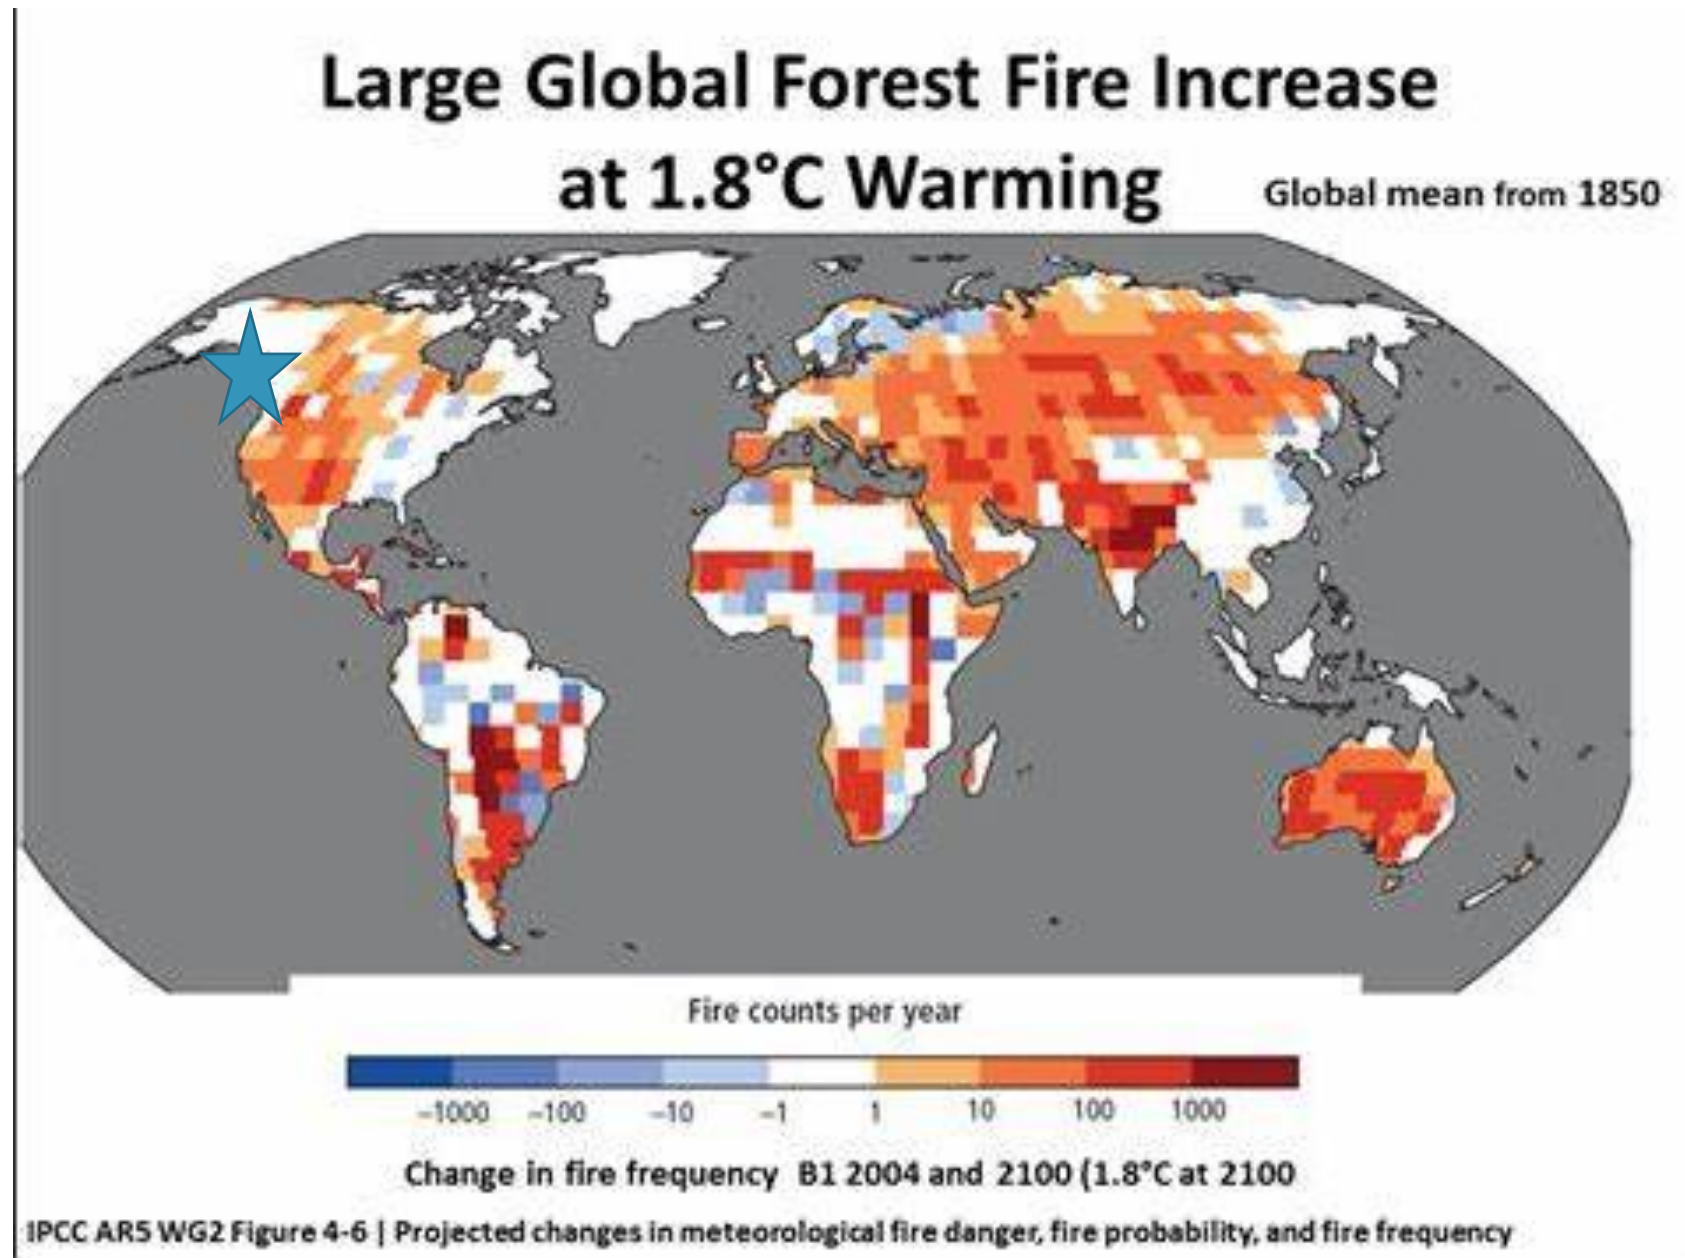 Large Global Forest Fire Increase
at 1.8°C Warming
Global mean from 1850
Fire counts per year
−1000 −100 −10 −1 1 10 100 1000
Change in fire frequency B1 2004 and 2100 (1.8°C at 2100
IPCC AR5 WG2 Figure 4-6 | Projected changes in meteorological fire danger, fire probability, and fire frequency